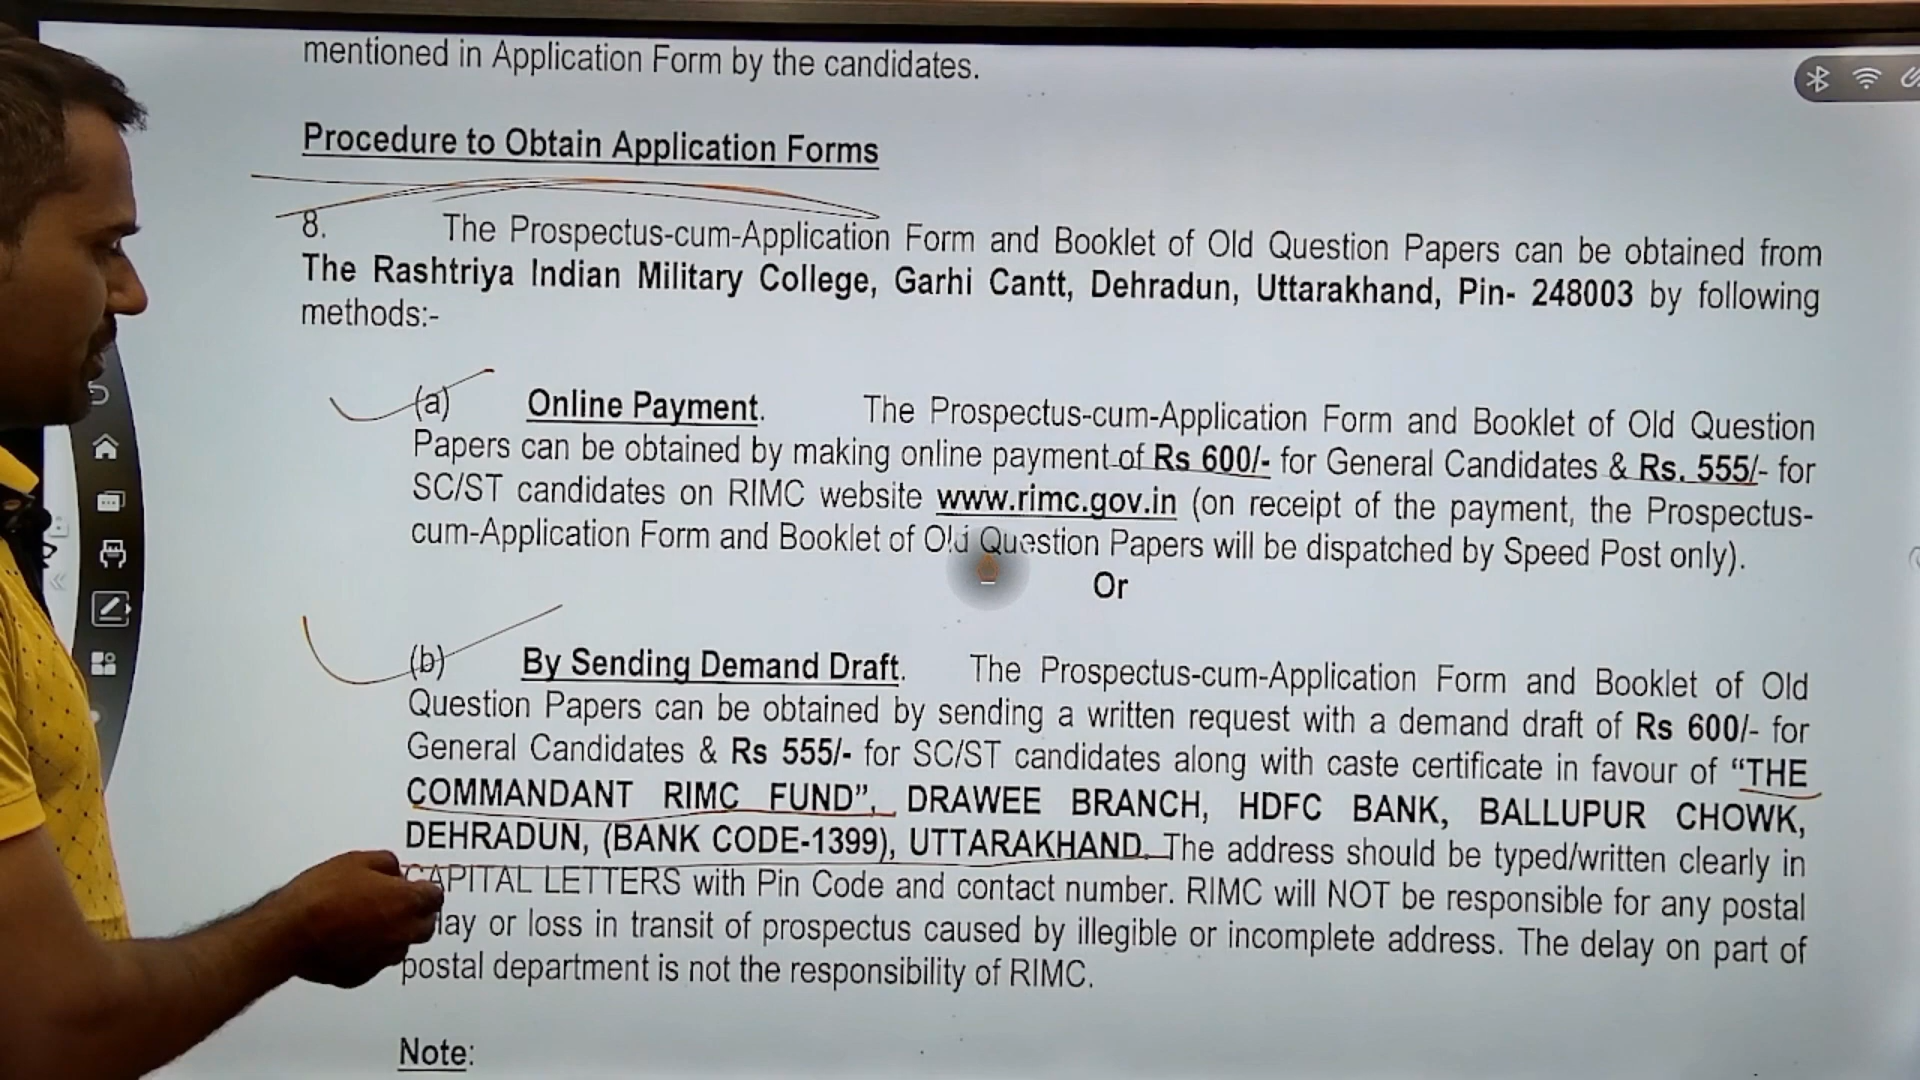 mentioned in Application Form by the candidates.
Procedure to Obtain Application Forms
8. The Prospectus-cum-Application Form and Booklet of Old Question Papers can be obtained from
The Rashtriya Indian Military College, Garhi Cantt, Dehradun, Uttarakhand, Pin- 248003 by following
methods:-
(a) Online Payment. The Prospectus-cum-Application Form and Booklet of Old Question
Papers can be obtained by making online payment of Rs 600/- for General Candidates & Rs. 555/- for
SC/ST candidates on RIMC website www.rimc.gov.in (on receipt of the payment, the Prospectus-
cum-Application Form and Booklet of Old Question Papers will be dispatched by Speed Post only).
Or
(b) By Sending Demand Draft. The Prospectus-cum-Application Form and Booklet of Old
Question Papers can be obtained by sending a written request with a demand draft of Rs 600/- for
General Candidates & Rs 555/- for SC/ST candidates along with caste certificate in favour of “THE
COMMANDANT RIMC FUND”, DRAWEE BRANCH, HDFC BANK, BALLUPUR CHOWK,
DEHRADUN, (BANK CODE-1399), UTTARAKHAND. The address should be typed/written clearly in
CAPITAL LETTERS with Pin Code and contact number. RIMC will NOT be responsible for any postal
or loss in transit of prospectus caused by illegible or incomplete address. The delay on part of
postal department is not the responsibility of RIMC.
Note: